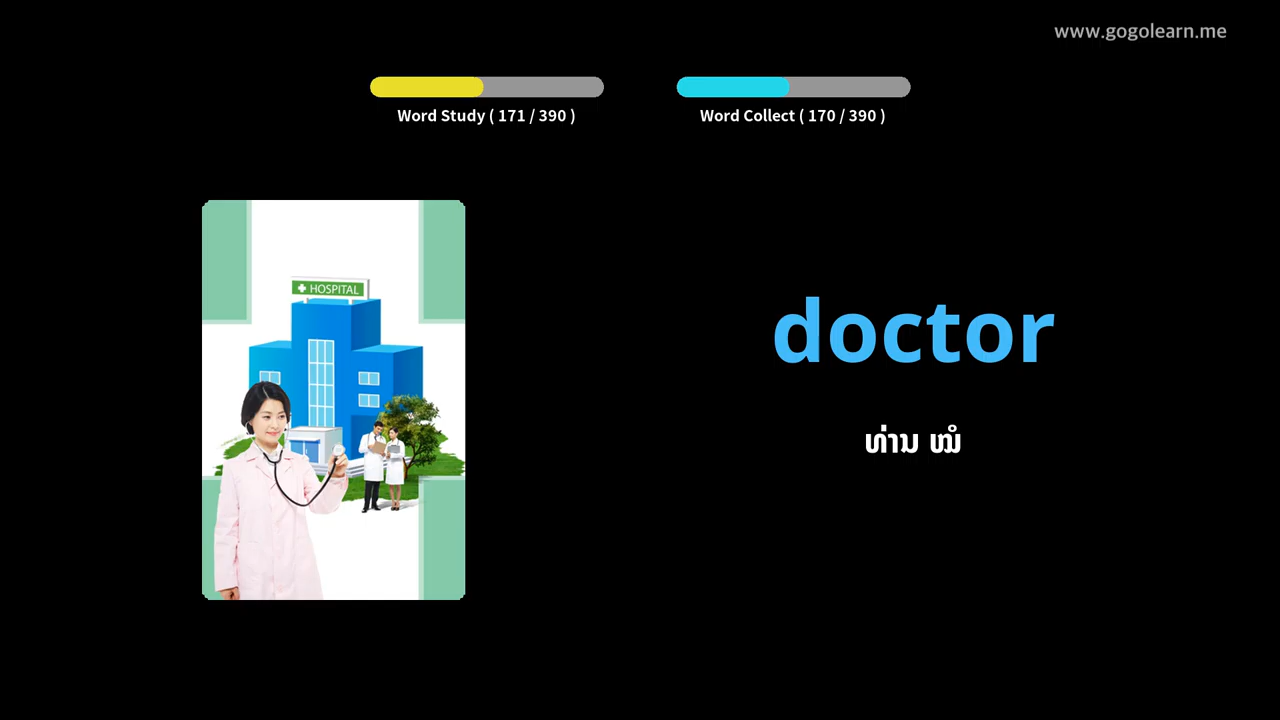 www.gogolearn.me
Word Study ( 171 / 390 )
Word Collect ( 170 / 390 )
HOSPITAL
doctor
ທ່ານ ໝໍ